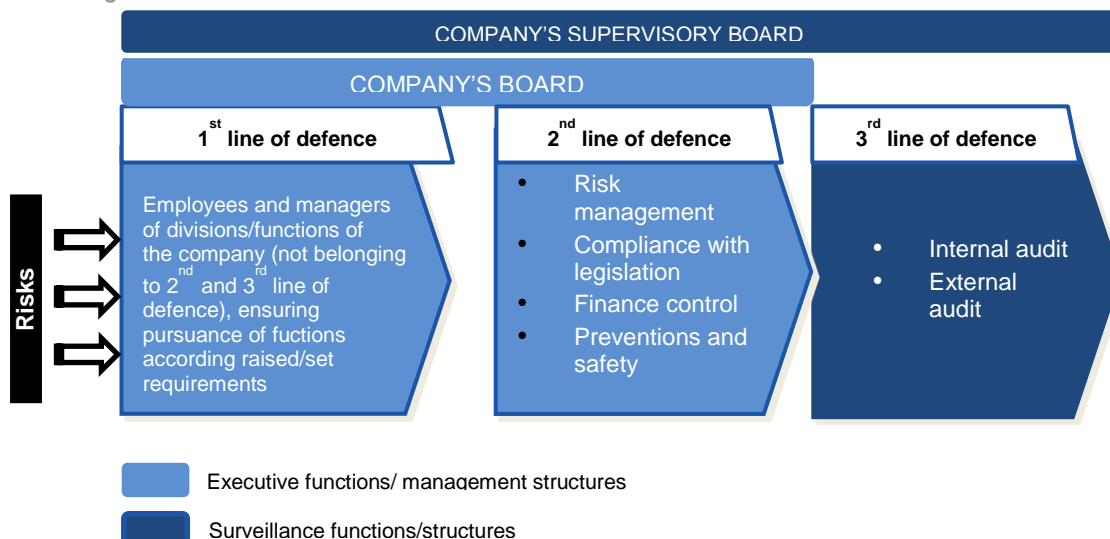 COMPANY'S SUPERVISORY BOARD
COMPANY'S BOARD
1st line of defence
2nd line of defence
3rd line of defence
Risks
Employees and managers
of divisions/functions of
the company (not belonging
to 2nd and 3rd line of
defence), ensuring
pursuance of fuctions
according raised/set
requirements
• Risk
management
• Compliance with
legislation
• Finance control
• Preventions and
safety
• Internal audit
• External
audit
Executive functions/ management structures
Surveillance functions/structures